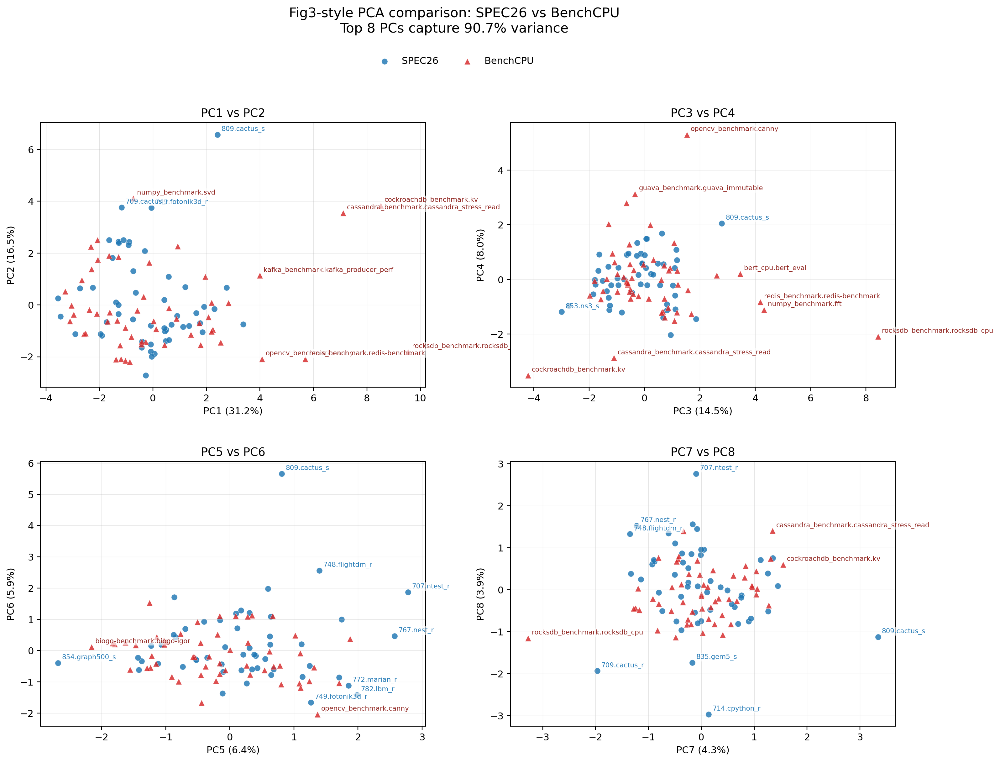 Fig3-style PCA comparison: SPEC26 vs BenchCPU
Top 8 PCs capture 90.7% variance
SPEC26
BenchCPU
PC1 vs PC2
809.cactus_s
numpy_benchmark.svd
709.cactus_r
fotonik3d_r
cockroachdb_benchmark.kv
cassandra_benchmark.cassandra_stress_read
kafka_benchmark.kafka_producer_perf
rocksdb_benchmark.rocksdb_
redis_benchmark.redis-benchmark
6
4
2
0
−2
−4 −2 0 2 4 6 8 10
PC2 (16.5%)
PC1 (31.2%)
PC3 vs PC4
opencv_benchmark.canny
guava_benchmark.guava_immutable
809.cactus_s
bert_cpu.bert_eval
redis_benchmark.redis-benchmark
numpy_benchmark.fft
853.ns3_s
rocksdb_benchmark.rocksdb_cpu
cassandra_benchmark.cassandra_stress_read
cockroachdb_benchmark.kv
4
2
0
−2
−4 −2 0 2 4 6 8
PC4 (8.0%)
PC3 (14.5%)
PC5 vs PC6
809.cactus_s
748.flightdm_r
707.ntest_r
767.nest_r
biogo-benchmark.biogo-igor
854.graph500_s
772.marian_r
782.lbm_r
749.fotonik3d_r
opencv_benchmark.canny
6
5
4
3
2
1
0
−1
−2
−2 −1 0 1 2 3
PC6 (5.9%)
PC5 (6.4%)
PC7 vs PC8
707.ntest_r
767.nest_r
748.flightdm_r
cassandra_benchmark.cassandra_stress_read
cockroachdb_benchmark.kv
rocksdb_benchmark.rocksdb_cpu
809.cactus_s
835.gem5_s
709.cactus_r
714.cpython_r
3
2
1
0
−1
−2
−3
−3 −2 −1 0 1 2 3
PC8 (3.9%)
PC7 (4.3%)